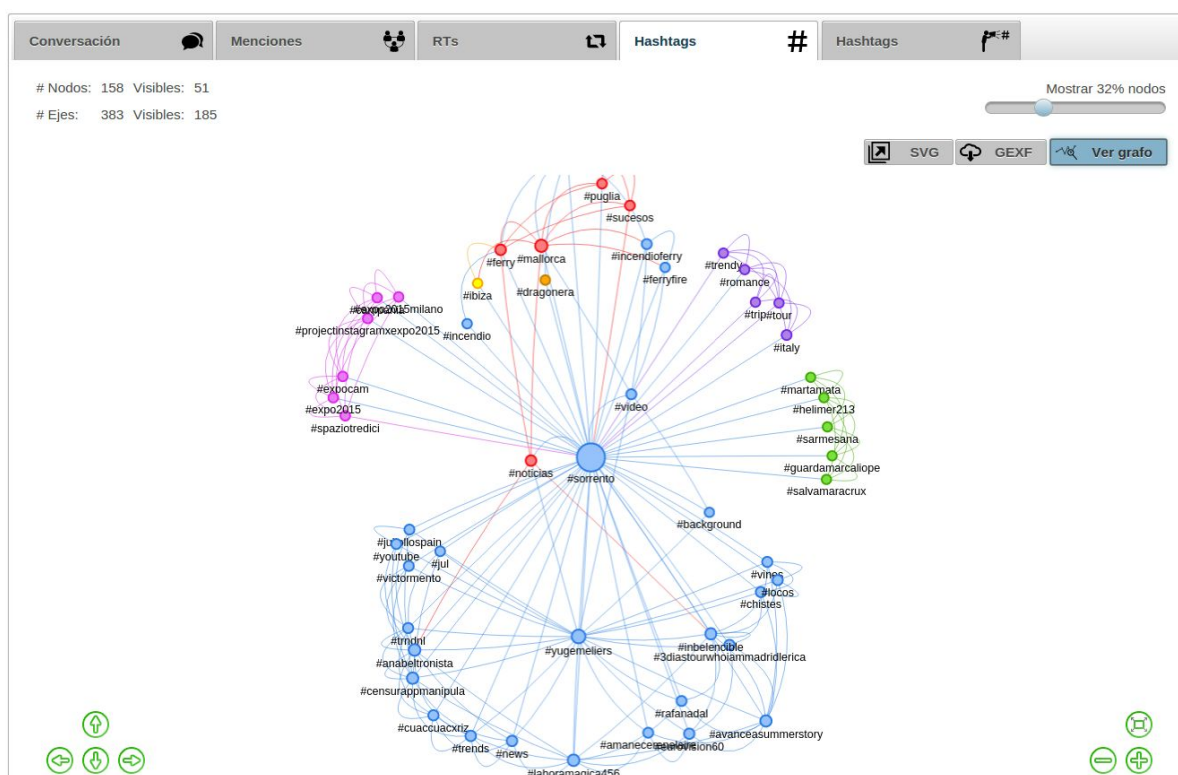 Conversación Menciones RTs Hashtags # Hashtags #
# Nodos: 158 Visibles: 51
Mostrar 32% nodos
# Ejes: 383 Visibles: 185
SVG GEXF Ver grafo
#puglia
#sucesos
#ferry #mallorca #incendioferry
#trendy
#ferryfire
#romance
#ibiza #dragonera
#expo2015milano
#trip #tour
#projectinstagramxexpo2015 #incendio
#italy
#expocam #martamata
#video
#expo2015 #helimer213
#spaziotredici
#sarmesana
#guardamarcaliope
#noticias #sorrento
#salvamaracrux
#background
#youtube #jul
#victormento #vines
#locos
#chistes
#trndnl
#inbelencible
#yugemeliers #3diastourwhoiammadridlerica
#anabeltronista
#censurappmanipula
#rafanadal
#cuaccuacxriz
#avanceasummerstory
#trends #news #eurovision60
#laboramagica456